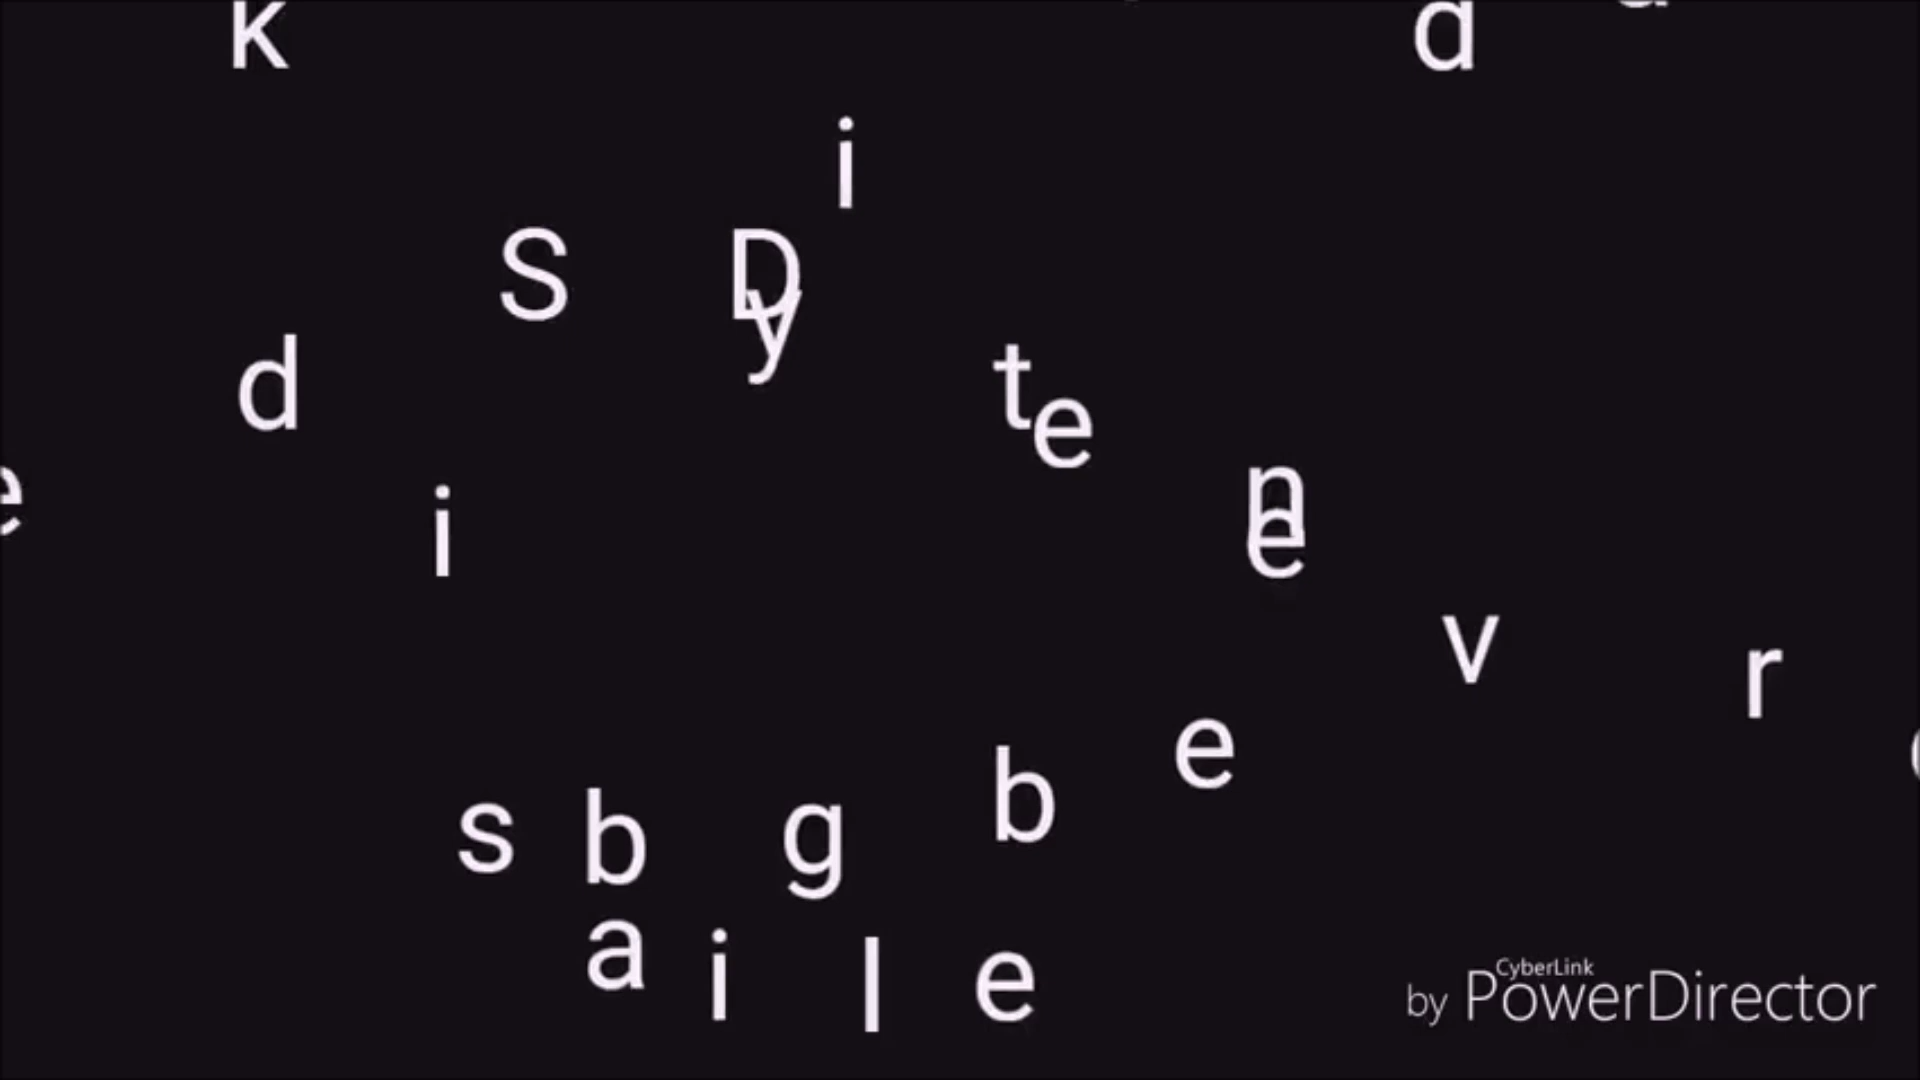 k d
i
S D
y
d t
e
e n
i e
v
r
e
b
s b g
a i l e
by CyberLink PowerDirector